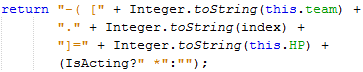 return "-( [" + Integer.toString(this.team) +
"." + Integer.toString(index) +
"]=" + Integer.toString(this.HP) +
(IsActing?" *":"");